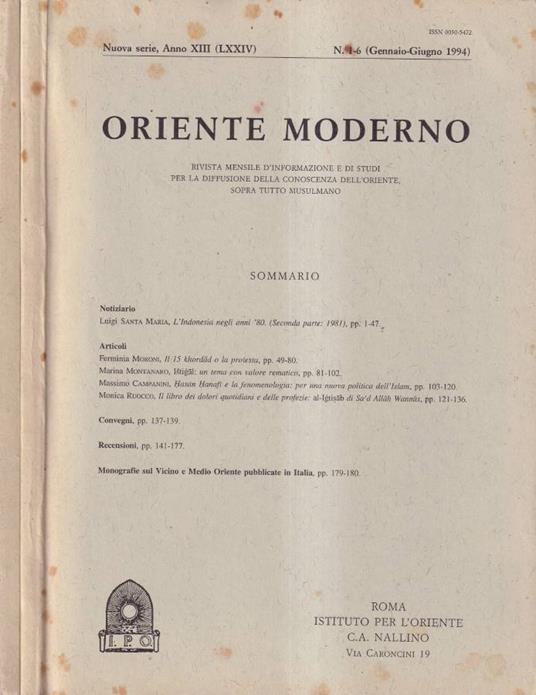 ISSN 0030-5472
Nuova serie, Anno XIII (LXXIV)
N. 1-6 (Gennaio-Giugno 1994)
ORIENTE MODERNO
RIVISTA MENSILE D'INFORMAZIONE E DI STUDI
PER LA DIFFUSIONE DELLA CONOSCENZA DELL'ORIENTE,
SOPRA TUTTO MUSULMANO
SOMMARIO
Notiziario
Luigi SANTA MARIA, L'Indonesia negli anni '80. (Seconda parte: 1981), pp. 1-47.
Articoli
Ferminia MORONI, Il 15 khordâd o la protesta, pp. 49-80.
Marina MONTANARO, Ištiġāl: un tema con valore rematico, pp. 81-102.
Massimo CAMPANINI, Ḥasan Ḥanafī e la fenomenologia: per una nuova politica dell'Islam, pp. 103-120.
Monica RUOCCO, Il libro dei dolori quotidiani e delle profezie: al-Iġtiṣāb di Sa'd Allāh Wannūs, pp. 121-136.
Convegni, pp. 137-139.
Recensioni, pp. 141-177.
Monografie sul Vicino e Medio Oriente pubblicate in Italia, pp. 179-180.
I.P.O.
ROMA
ISTITUTO PER L'ORIENTE
C.A. NALLINO
VIA CARONCINI 19